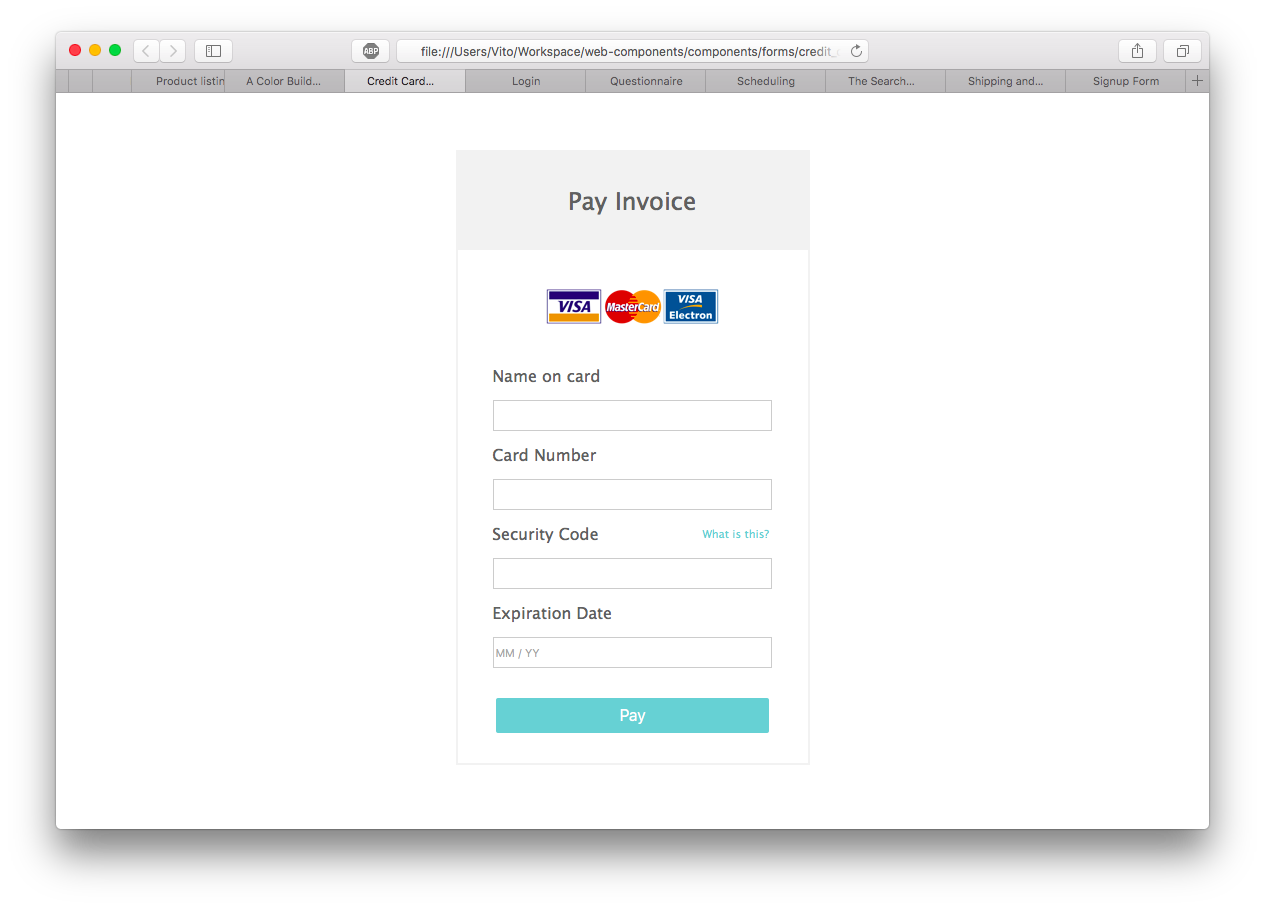 ABP
file:///Users/Vito/Workspace/web-components/components/forms/credit_
Product listin
A Color Build...
Credit Card...
Login
Questionnaire
Scheduling
The Search...
Shipping and...
Signup Form
Pay Invoice
VISA
MasterCard
VISA
Electron
Name on card
Card Number
Security Code
What is this?
Expiration Date
MM / YY
Pay